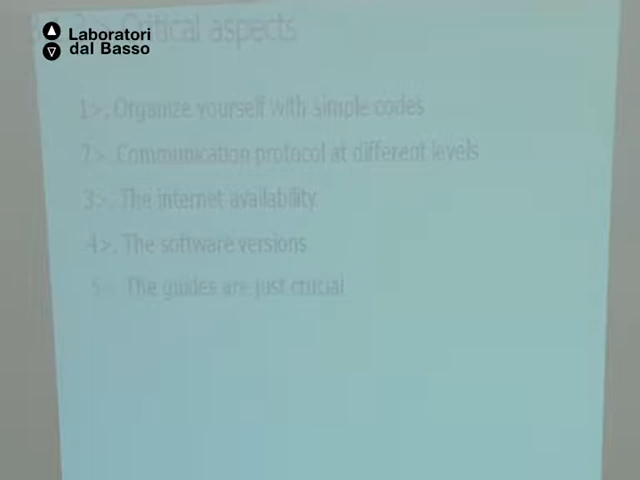 Laboratori
dal Basso
Critical aspects
1>. Organize yourself with simple codes
2>. Communication protocol at different levels
3>. The internet availability
4>. The software versions
5>. The guides are just crucial